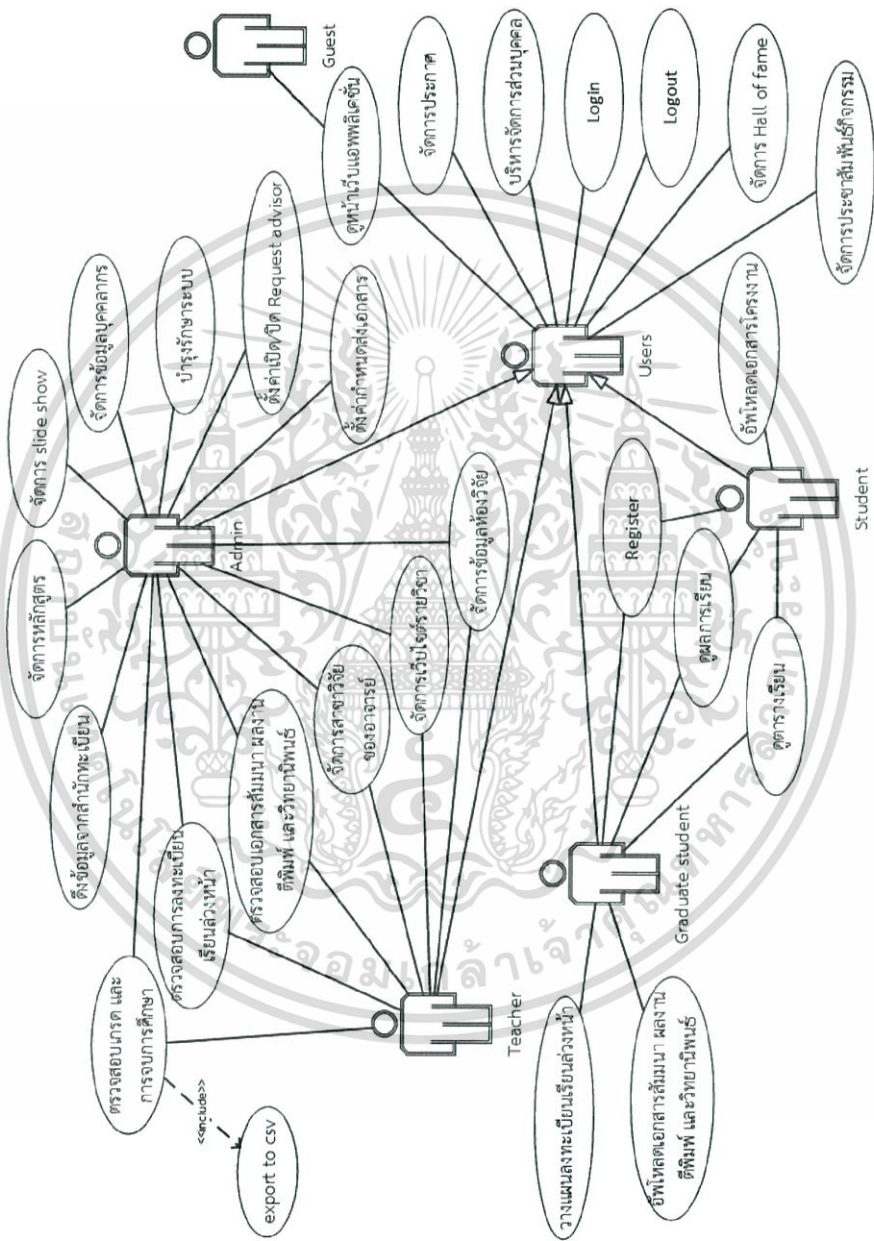 export to csv
<<include>>
ตรวจสอบเกรด และ
การจบการศึกษา
ตรวจสอบการลงทะเบียน
เรียนล่วงหน้า
ดึงข้อมูลจากสำนักทะเบียน
จัดการหลักสูตร
จัดการ slide show
จัดการข้อมูลบุคคลากร
บำรุงรักษาระบบ
ตั้งค่าเปิด/ปิด Request advisor
ตั้งค่ากำหนดส่งเอกสาร
Admin
ตรวจสอบเอกสารสัมมนา ผลงาน
ตีพิมพ์ และวิทยานิพนธ์
จัดการสาขาวิจัย
ของอาจารย์
จัดการเว็บไซต์รายวิชา
จัดการข้อมูลห้องวิจัย
Teacher
Guest
ดูหน้าเว็บแอพพลิเคชั่น
จัดการประกาศ
บริหารจัดการส่วนบุคคล
Login
Logout
จัดการ Hall of fame
จัดการประชาสัมพันธ์กิจกรรม
Users
วางแผนลงทะเบียนเรียนล่วงหน้า
อัพโหลดเอกสารสัมมนา ผลงาน
ตีพิมพ์ และวิทยานิพนธ์
Graduate student
Register
ดูผลการเรียน
ดูตารางเรียน
อัพโหลดเอกสารโครงงาน
Student